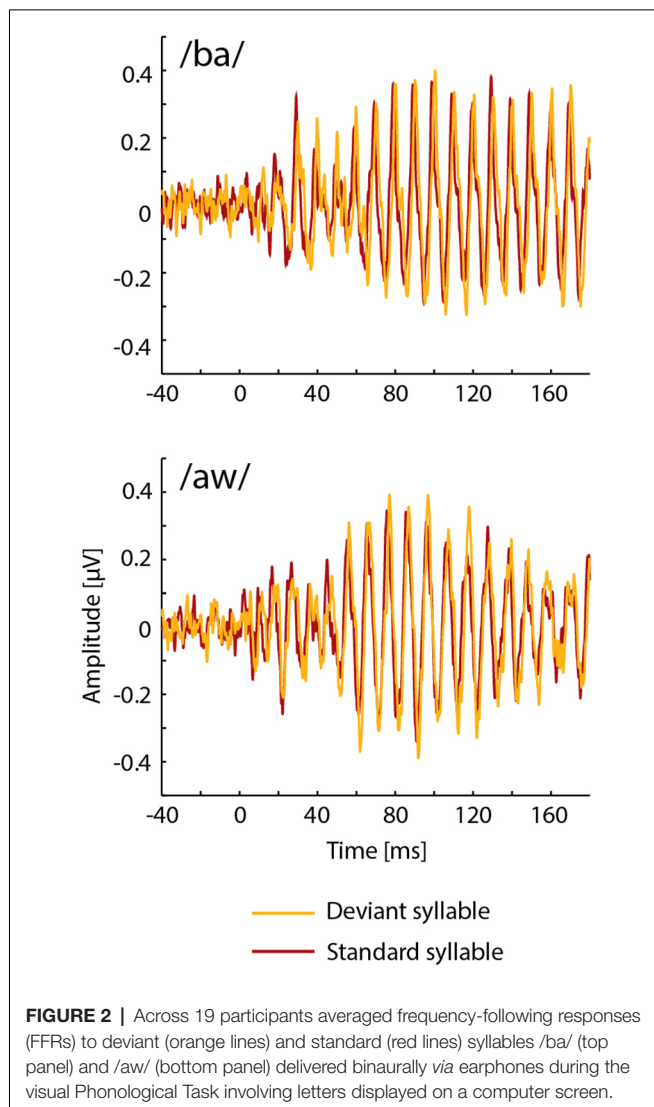 /ba/
0.4
0.2
0
-0.2
-0.4
-40 0 40 80 120 160
/aw/
0.4
0.2
0
-0.2
-0.4
Amplitude [µV]
-40 0 40 80 120 160
Time [ms]
Deviant syllable
Standard syllable
FIGURE 2 | Across 19 participants averaged frequency-following responses
(FFRs) to deviant (orange lines) and standard (red lines) syllables /ba/ (top
panel) and /aw/ (bottom panel) delivered binaurally via earphones during the
visual Phonological Task involving letters displayed on a computer screen.